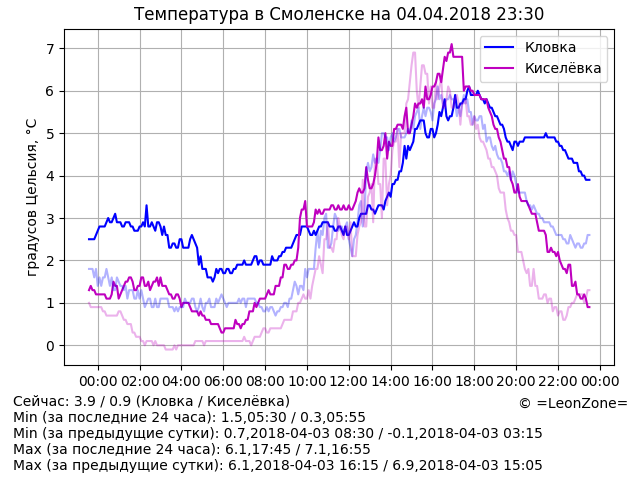 Температура в Смоленске на 04.04.2018 23:30
Кловка
Киселёвка
градусов Цельсия, °C
7
6
5
4
3
2
1
0
00:00 02:00 04:00 06:00 08:00 10:00 12:00 14:00 16:00 18:00 20:00 22:00 00:00
Сейчас: 3.9 / 0.9 (Кловка / Киселёвка)
© =LeonZone=
Min (за последние 24 часа): 1.5,05:30 / 0.3,05:55
Min (за предыдущие сутки): 0.7,2018-04-03 08:30 / -0.1,2018-04-03 03:15
Max (за последние 24 часа): 6.1,17:45 / 7.1,16:55
Max (за предыдущие сутки): 6.1,2018-04-03 16:15 / 6.9,2018-04-03 15:05